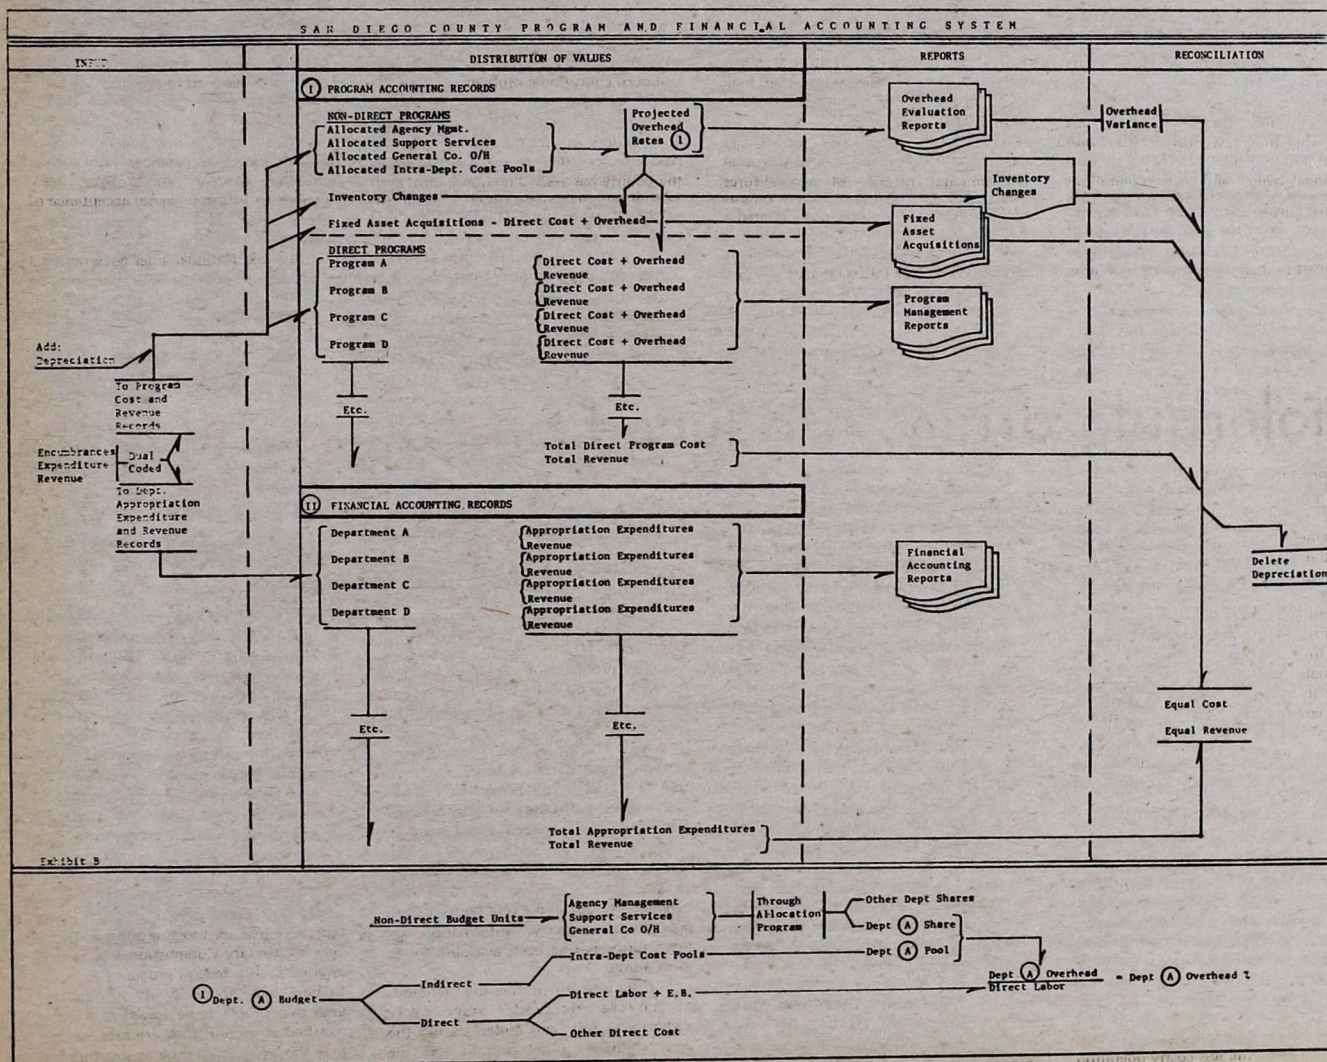 SAN DIEGO COUNTY PROGRAM AND FINANCIAL ACCOUNTING SYSTEM
INPUT
DISTRIBUTION OF VALUES
REPORTS
RECONCILIATION
I PROGRAM ACCOUNTING RECORDS
NON-DIRECT PROGRAMS
Allocated Agency Mgmt.
Allocated Support Services
Allocated General Co. O/H
Allocated Intra-Dept. Cost Pools
Projected
Overhead
Rates 1
Overhead
Evaluation
Reports
Overhead
Variance
Inventory Changes
Inventory
Changes
Fixed Asset Acquisitions - Direct Cost + Overhead
Fixed
Asset
Acquisitions
DIRECT PROGRAMS
Program A
Program B
Program C
Program D
Direct Cost + Overhead
Revenue
Direct Cost + Overhead
Revenue
Direct Cost + Overhead
Revenue
Direct Cost + Overhead
Revenue
Program
Management
Reports
Add:
Depreciation
To Program
Cost and
Revenue
Records
Encumbrances
Expenditure
Revenue
Dual
Coded
To Dept.
Appropriation
Expenditure
and Revenue
Records
Etc.
Etc.
Total Direct Program Cost
Total Revenue
II FINANCIAL ACCOUNTING RECORDS
Department A
Department B
Department C
Department D
Appropriation Expenditures
Revenue
Appropriation Expenditures
Revenue
Appropriation Expenditures
Revenue
Appropriation Expenditures
Revenue
Financial
Accounting
Reports
Delete
Depreciation
Etc.
Etc.
Equal Cost
Equal Revenue
Total Appropriation Expenditures
Total Revenue
Exhibit B
Non-Direct Budget Units
Agency Management
Support Services
General Co O/H
Through
Allocation
Program
Other Dept Shares
Dept A Share
Intra-Dept Cost Pools
Dept A Pool
1 Dept. A Budget
Indirect
Direct
Direct Labor + E.B.
Other Direct Cost
Dept A Overhead
Direct Labor
= Dept A Overhead %